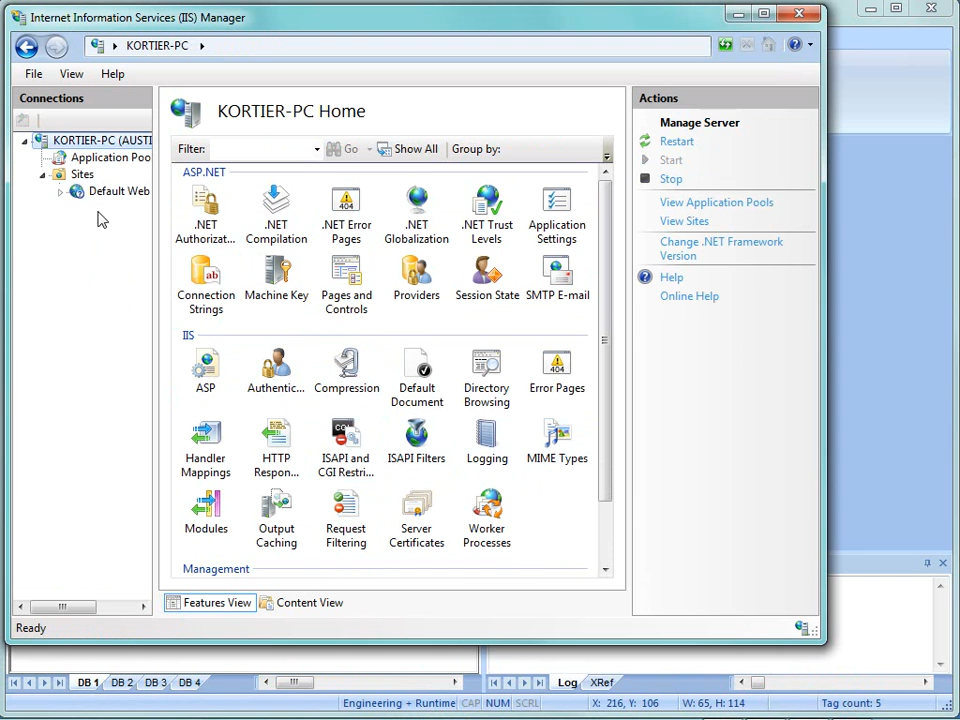 Internet Information Services (IIS) Manager
KORTIER-PC
File View Help
Connections
KORTIER-PC (AUSTI
Application Poo
Sites
Default Web
KORTIER-PC Home
Filter: Go Show All Group by:
ASP.NET
.NET Authorizat...
.NET Compilation
.NET Error Pages
.NET Globalization
.NET Trust Levels
Application Settings
Connection Strings
Machine Key
Pages and Controls
Providers
Session State
SMTP E-mail
IIS
ASP
Authentic...
Compression
Default Document
Directory Browsing
Error Pages
Handler Mappings
HTTP Respon...
ISAPI and CGI Restri...
ISAPI Filters
Logging
MIME Types
Modules
Output Caching
Request Filtering
Server Certificates
Worker Processes
Management
Features View Content View
Actions
Manage Server
Restart
Start
Stop
View Application Pools
View Sites
Change .NET Framework
Version
Help
Online Help
Ready
DB 1 DB 2 DB 3 DB 4
Log XRef
Engineering + Runtime CAP NUM SCRL X: 216, Y: 106 W: 65, H: 114 Tag count: 5